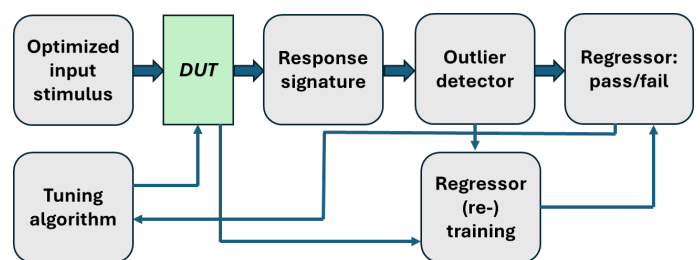 Optimized
input
stimulus
DUT
Response
signature
Outlier
detector
Regressor:
pass/fail
Tuning
algorithm
Regressor
(re-)
training